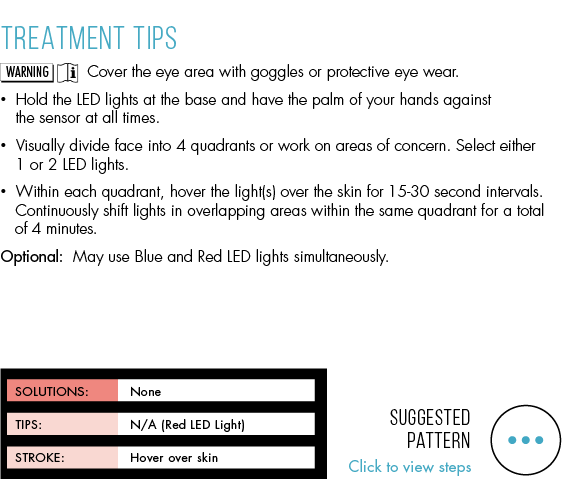 TREATMENT TIPS
WARNING i Cover the eye area with goggles or protective eye wear.
• Hold the LED lights at the base and have the palm of your hands against
the sensor at all times.
• Visually divide face into 4 quadrants or work on areas of concern. Select either
1 or 2 LED lights.
• Within each quadrant, hover the light(s) over the skin for 15-30 second intervals.
Continuously shift lights in overlapping areas within the same quadrant for a total
of 4 minutes.
Optional: May use Blue and Red LED lights simultaneously.
SOLUTIONS: None
TIPS: N/A (Red LED Light)
STROKE: Hover over skin
SUGGESTED
PATTERN
Click to view steps